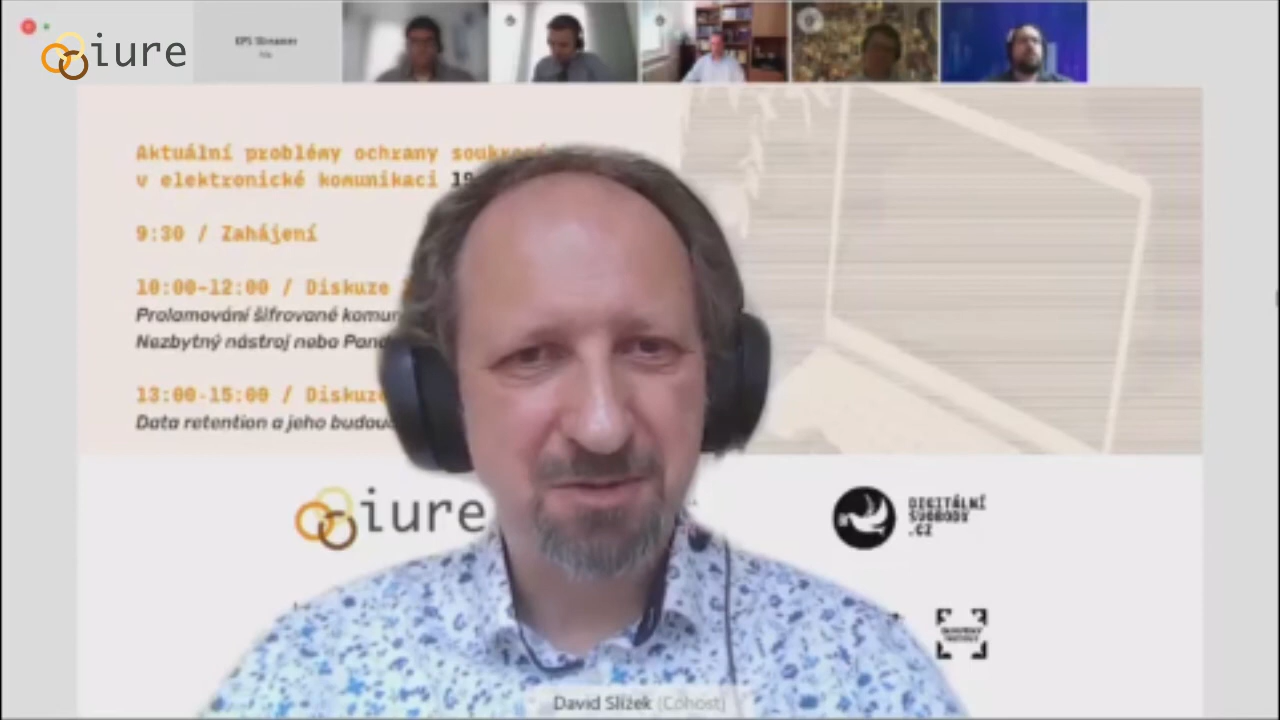 iure
EPS Streamer
Aktuální problémy ochrany soukromí
v elektronické komunikaci 19
9:30 / Zahájení
10:00–12:00 / Diskuze
Prolamování šifrované komun
Nezbytný nástroj nebo Pand
13:00-15:00 / Diskuze
Data retention a jeho budouc
iure
DIGITÁLNÍ
SVOBODY
.CZ
David Slížek (Cohost)